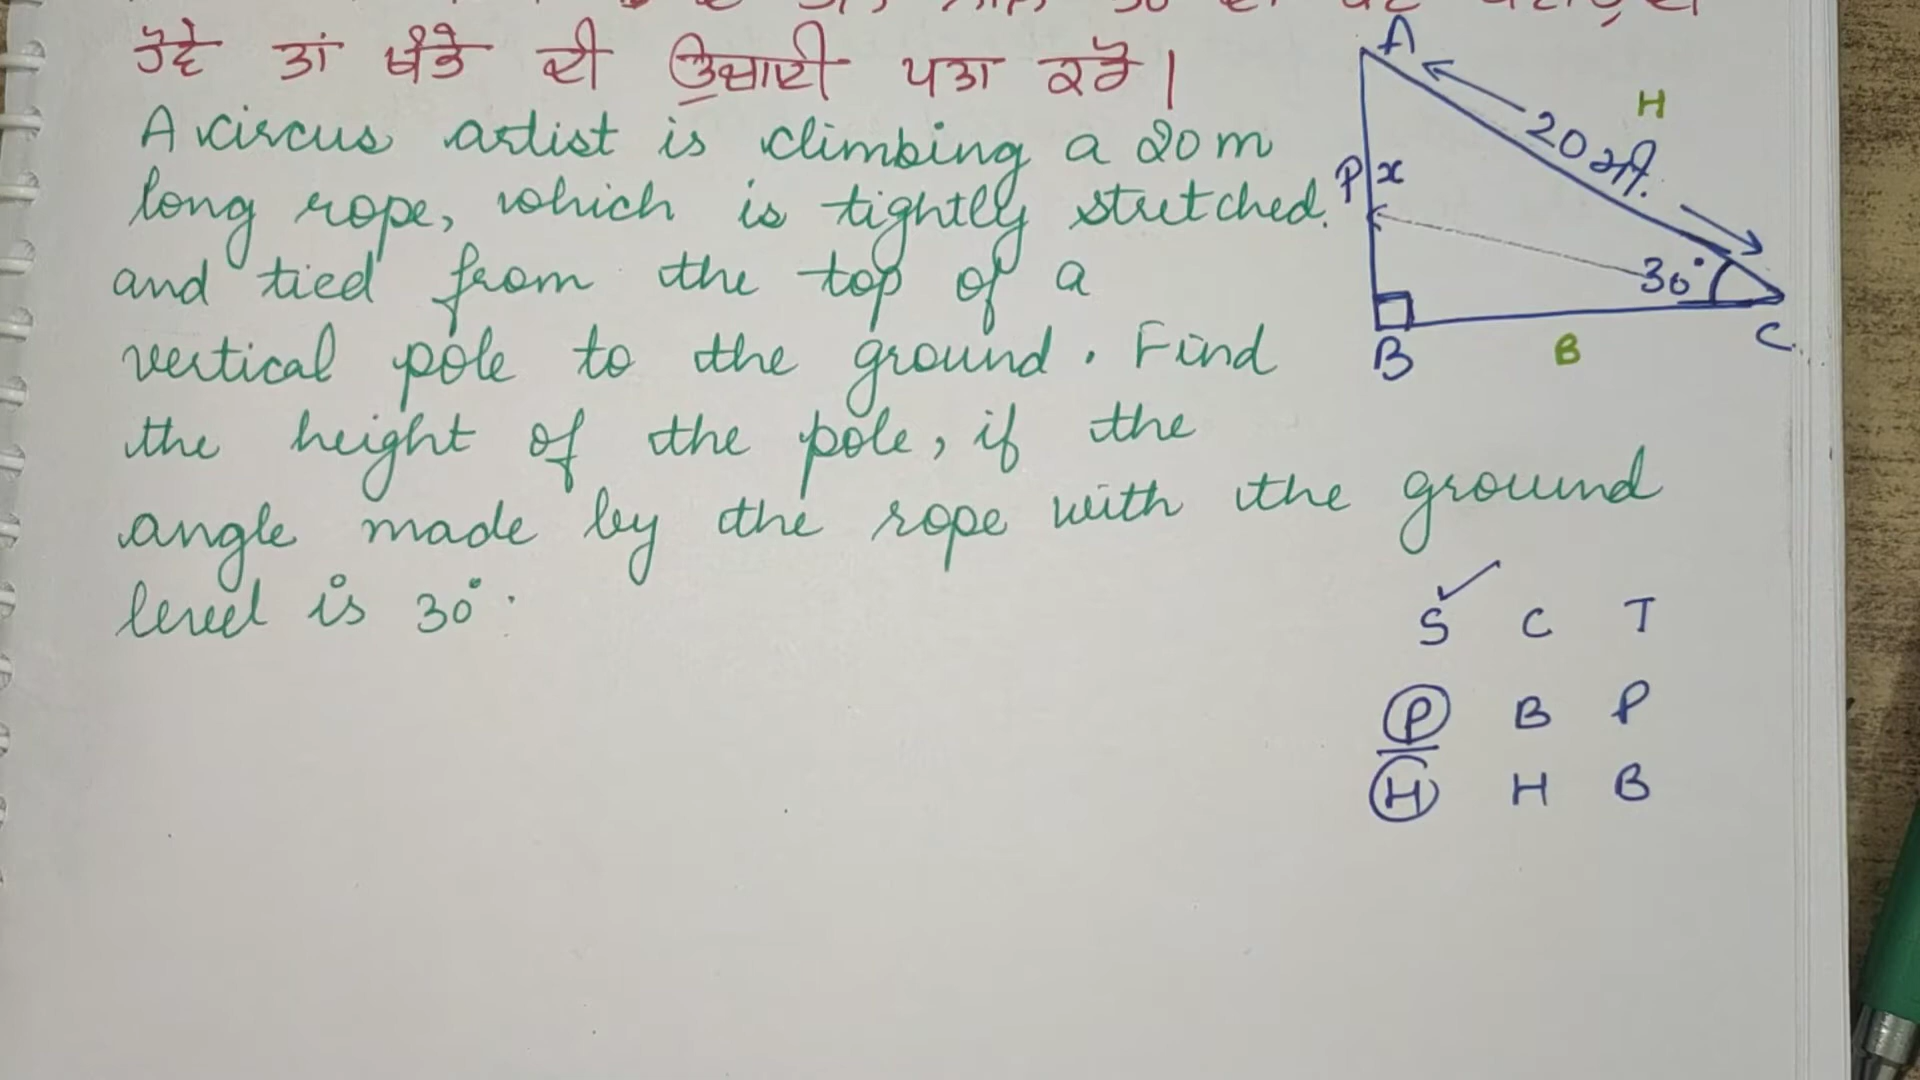 ਹੋਵੇ ਤਾਂ ਖੰਭੇ ਦੀ ਉਚਾਈ ਪਤਾ ਕਰੋ।
A circus artist is climbing a 20m
long rope, which is tightly stretched.
and tied from the top of a
vertical pole to the ground. Find
the height of the pole, if the
angle made by the rope with the ground
level is 30°.
A
H
20 ਮੀ.
P x
30°
B
C
B
S C T
P B P
H H B